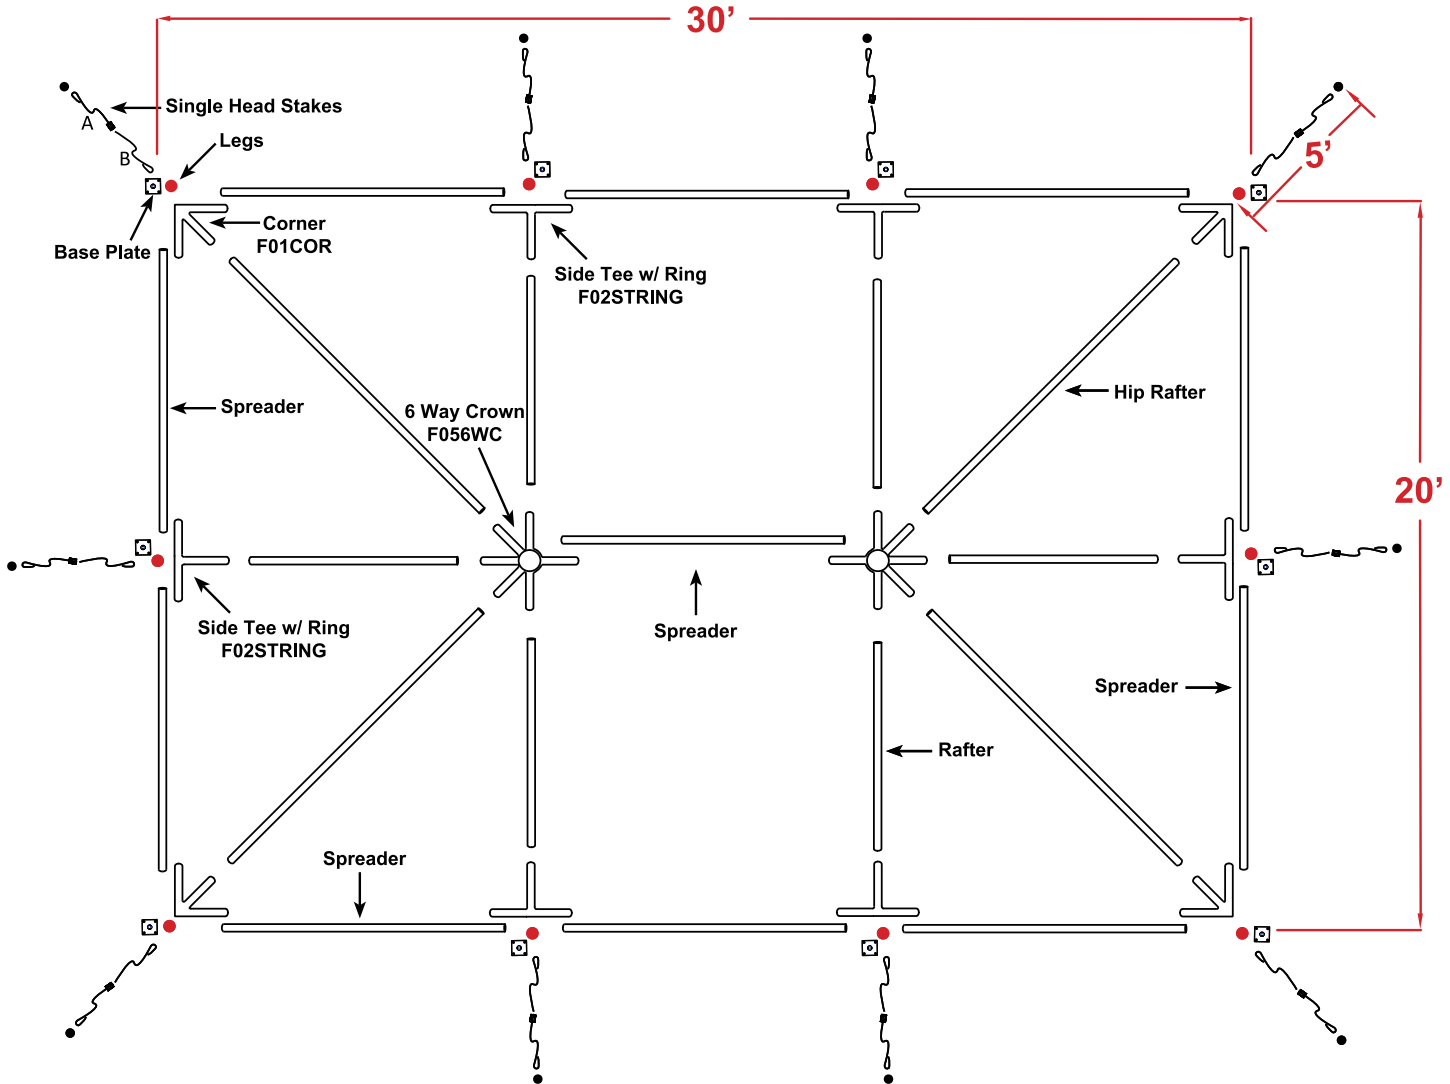 30’
Single Head Stakes
A
B
Legs
5’
Corner
F01COR
Base Plate
Side Tee w/ Ring
F02STRING
Spreader
6 Way Crown
F056WC
Hip Rafter
20’
Side Tee w/ Ring
F02STRING
Spreader
Spreader
Rafter
Spreader